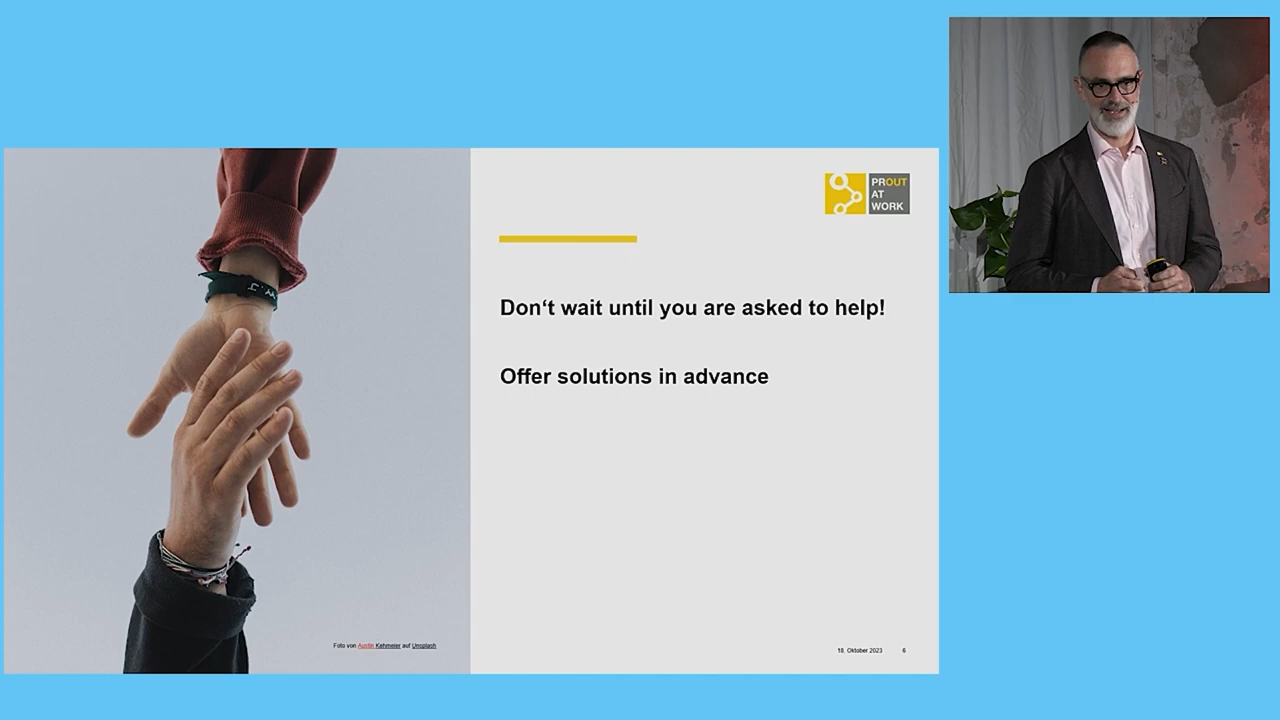 PROUT
AT
WORK
Don‘t wait until you are asked to help!
Offer solutions in advance
Foto von Austin Kehmeier auf Unsplash
18. Oktober 2023 6